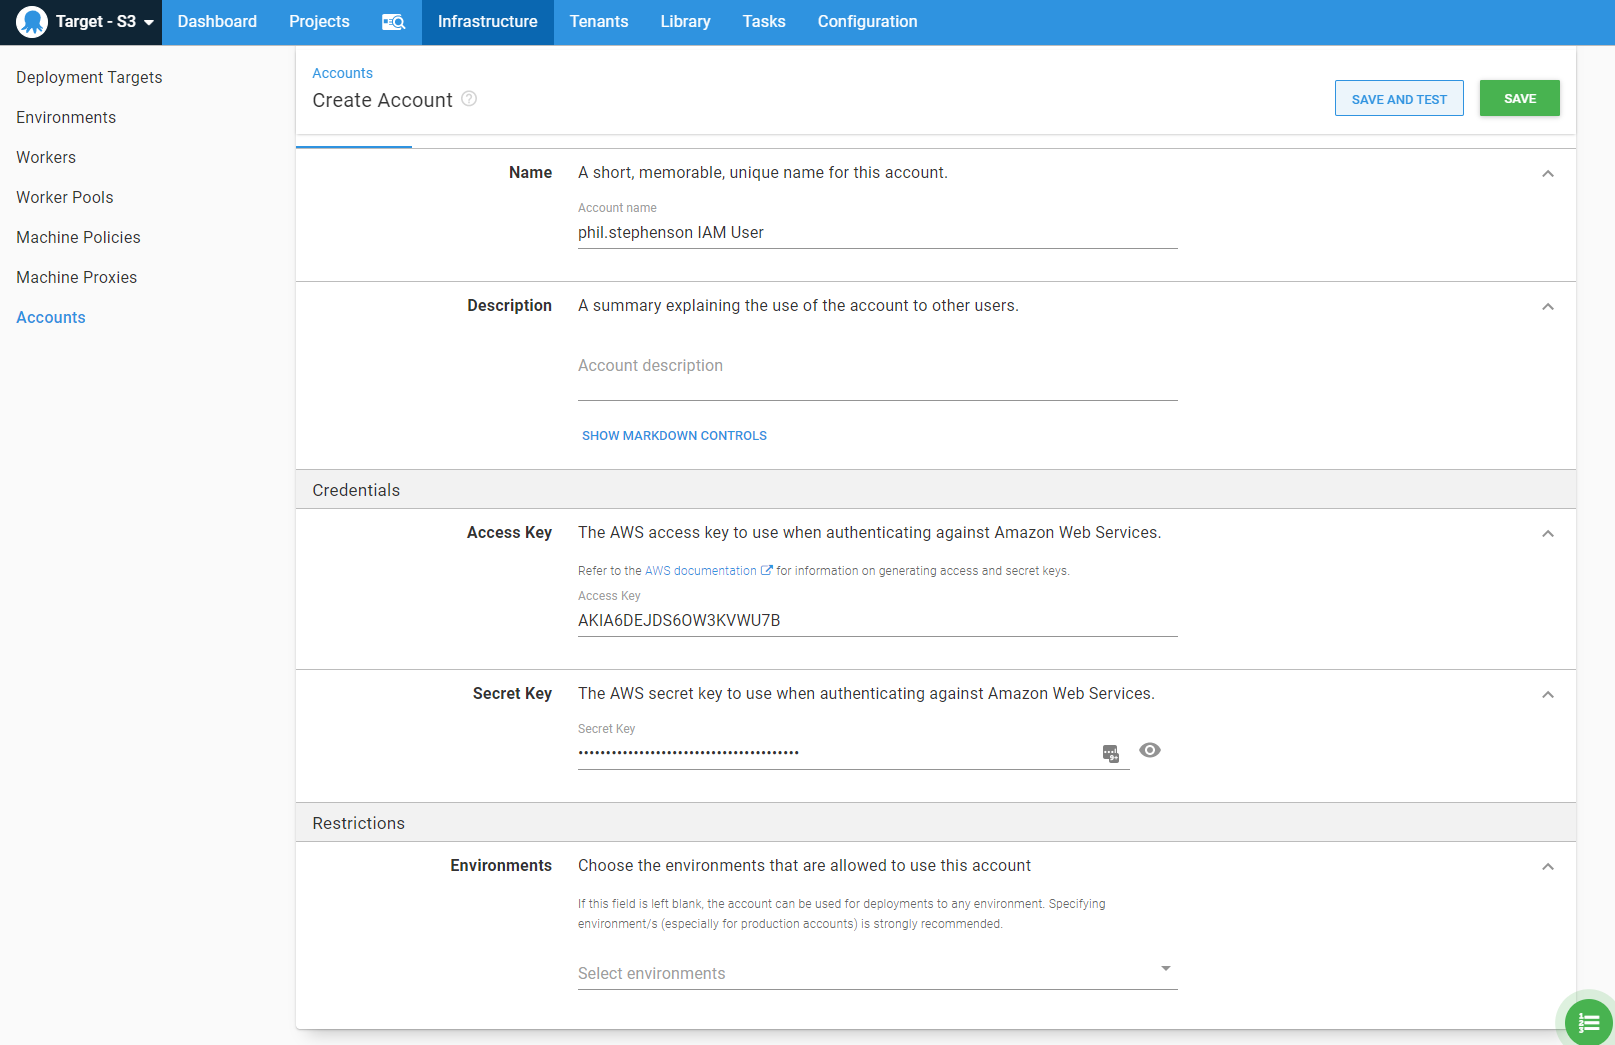 Target - S3
Dashboard
Projects
Infrastructure
Tenants
Library
Tasks
Configuration
Deployment Targets
Environments
Workers
Worker Pools
Machine Policies
Machine Proxies
Accounts
Accounts
Create Account
SAVE AND TEST
SAVE
Name
A short, memorable, unique name for this account.
Account name
phil.stephenson IAM User
Description
A summary explaining the use of the account to other users.
Account description
SHOW MARKDOWN CONTROLS
Credentials
Access Key
The AWS access key to use when authenticating against Amazon Web Services.
Refer to the AWS documentation for information on generating access and secret keys.
Access Key
AKIA6DEJDS6OW3KVWU7B
Secret Key
The AWS secret key to use when authenticating against Amazon Web Services.
Secret Key
9+
Restrictions
Environments
Choose the environments that are allowed to use this account
If this field is left blank, the account can be used for deployments to any environment. Specifying
environment/s (especially for production accounts) is strongly recommended.
Select environments